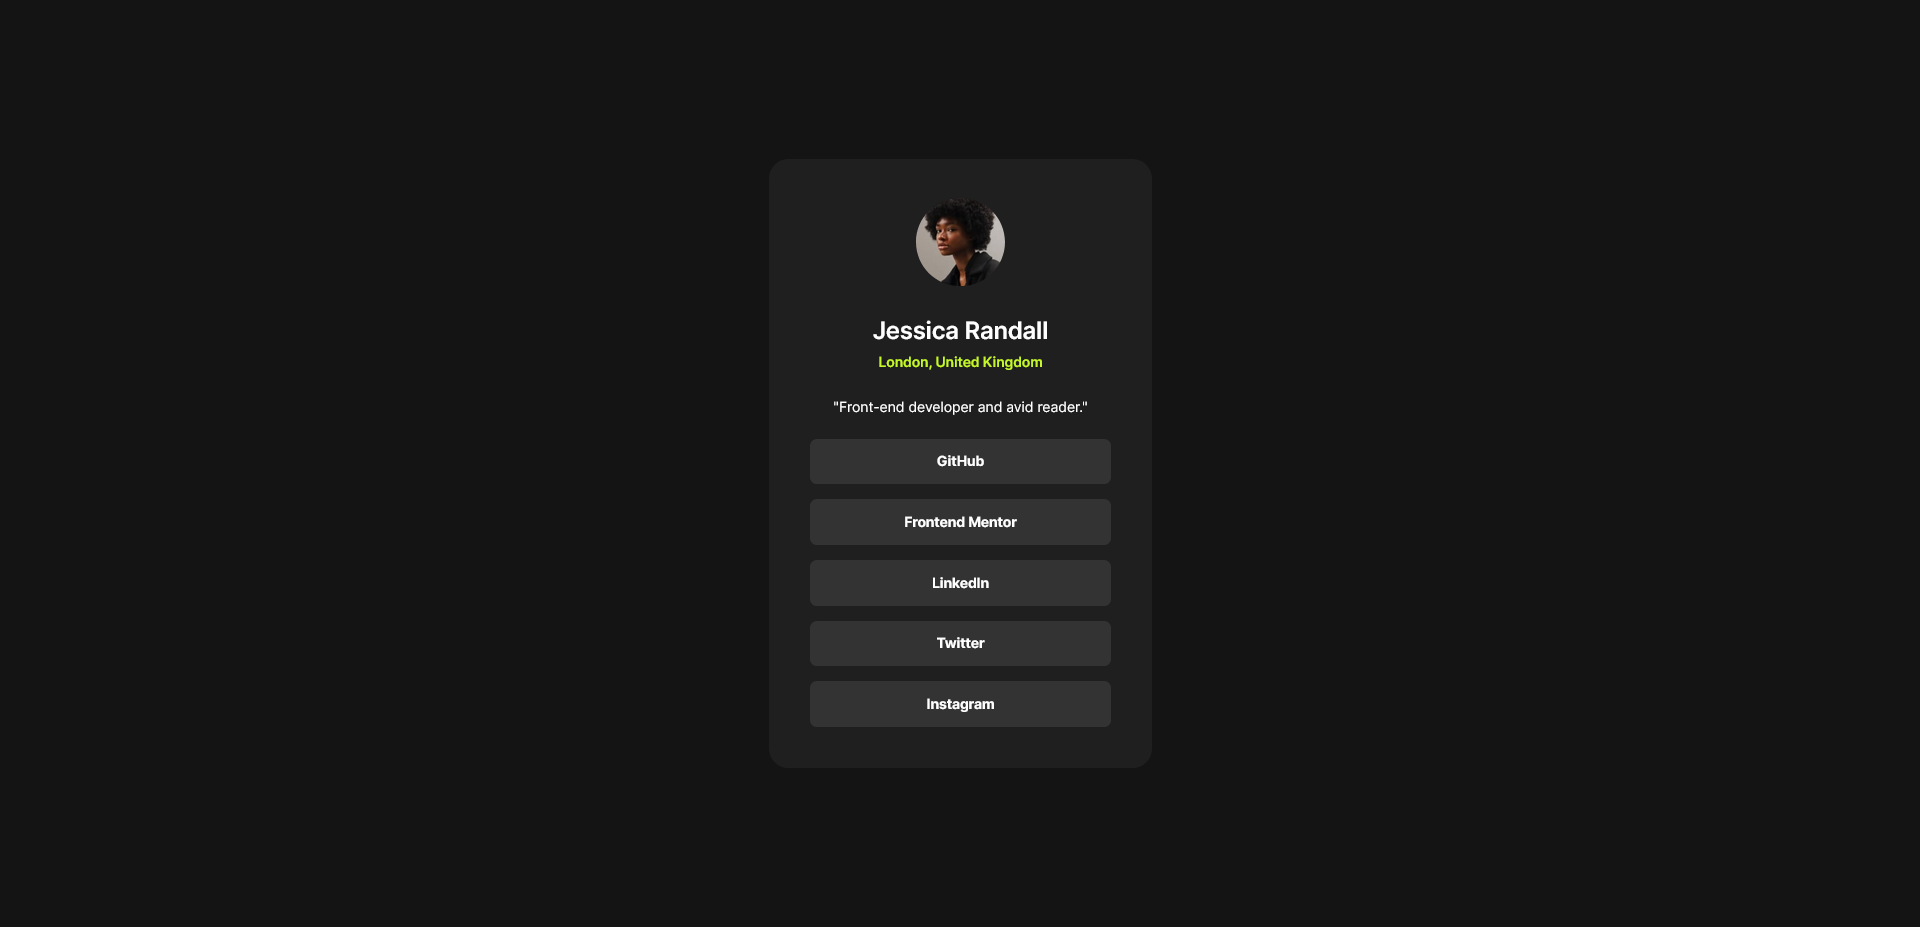 Jessica Randall
London, United Kingdom
"Front-end developer and avid reader."
GitHub
Frontend Mentor
LinkedIn
Twitter
Instagram